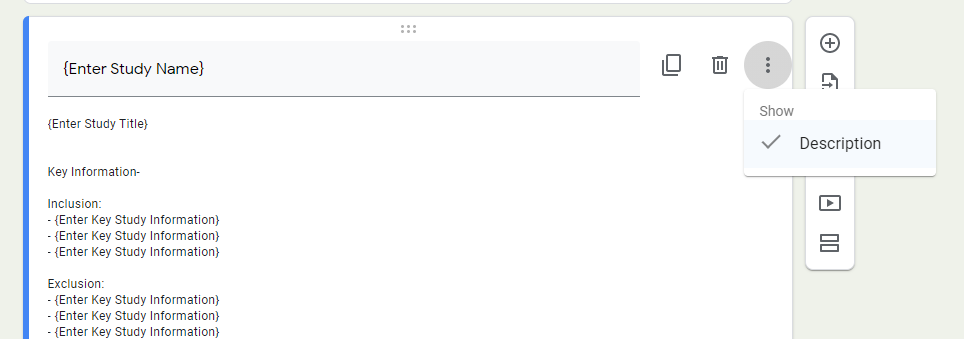 {Enter Study Name}
Show
Description
{Enter Study Title}
Key Information-
Inclusion:
- {Enter Key Study Information}
- {Enter Key Study Information}
- {Enter Key Study Information}
Exclusion:
- {Enter Key Study Information}
- {Enter Key Study Information}
- {Enter Key Study Information}